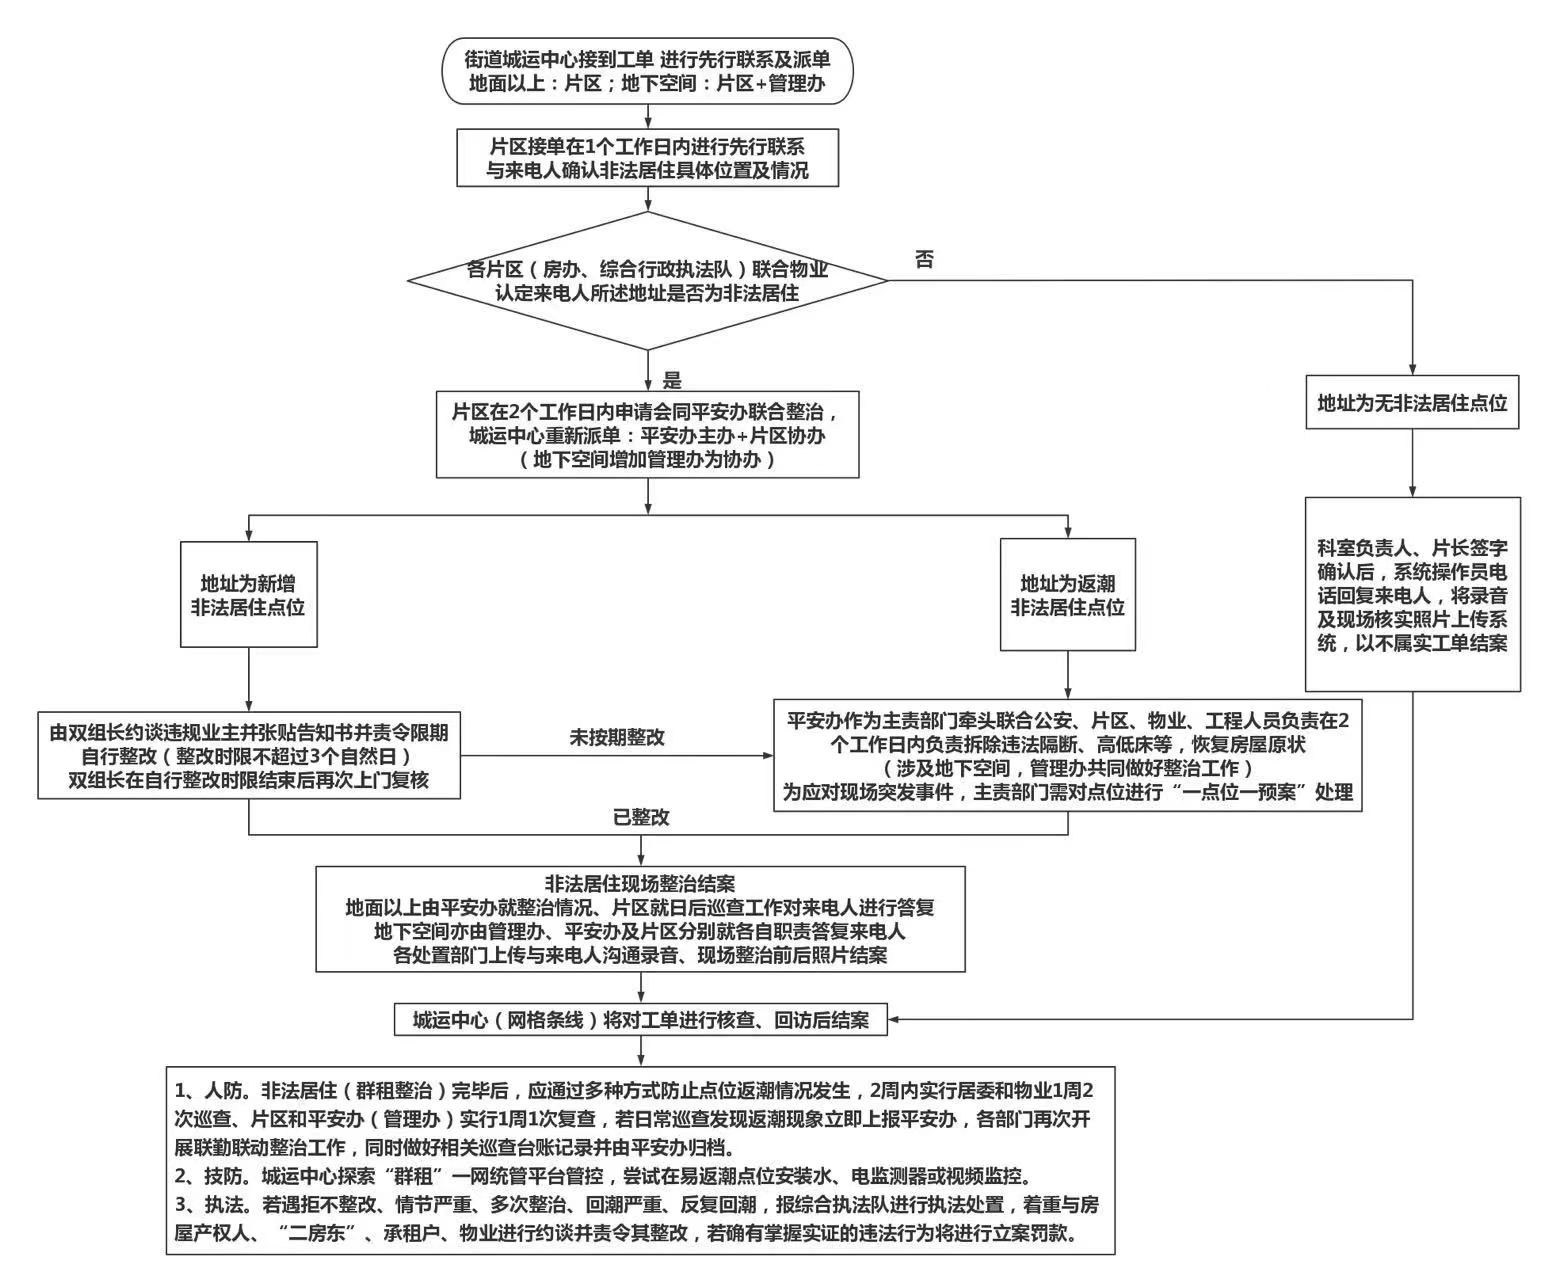 街道城运中心接到工单 进行先行联系及派单
地面以上：片区；地下空间：片区+管理办
片区接单在1个工作日内进行先行联系
与来电人确认非法居住具体位置及情况
各片区（房办、综合行政执法队）联合物业
认定来电人所述地址是否为非法居住
否
是
片区在2个工作日内申请会同平安办联合整治，
城运中心重新派单：平安办主办+片区协办
（地下空间增加管理办为协办）
地址为无非法居住点位
地址为新增
非法居住点位
地址为返潮
非法居住点位
科室负责人、片长签字
确认后，系统操作员电
话回复来电人，将录音
及现场核实照片上传系
统，以不属实工单结案
由双组长约谈违规业主并张贴告知书并责令限期
自行整改（整改时限不超过3个自然日）
双组长在自行整改时限结束后再次上门复核
未按期整改
平安办作为主责部门牵头联合公安、片区、物业、工程人员负责在2
个工作日内负责拆除违法隔断、高低床等，恢复房屋原状
（涉及地下空间，管理办共同做好整治工作）
为应对现场突发事件，主责部门需对点位进行“一点位一预案”处理
已整改
非法居住现场整治结案
地面以上由平安办就整治情况、片区就日后巡查工作对来电人进行答复
地下空间亦由管理办、平安办及片区分别就各自职责答复来电人
各处置部门上传与来电人沟通录音、现场整治前后照片结案
城运中心（网格条线）将对工单进行核查、回访后结案
1、人防。非法居住（群租整治）完毕后，应通过多种方式防止点位返潮情况发生，2周内实行居委和物业1周2
次巡查、片区和平安办（管理办）实行1周1次复查，若日常巡查发现返潮现象立即上报平安办，各部门再次开
展联勤联动整治工作，同时做好相关巡查台账记录并由平安办归档。
2、技防。城运中心探索“群租”一网统管平台管控，尝试在易返潮点位安装水、电监测器或视频监控。
3、执法。若遇拒不整改、情节严重、多次整治、回潮严重、反复回潮，报综合执法队进行执法处置，着重与房
屋产权人、“二房东”、承租户、物业进行约谈并责令其整改，若确有掌握实证的违法行为将进行立案罚款。